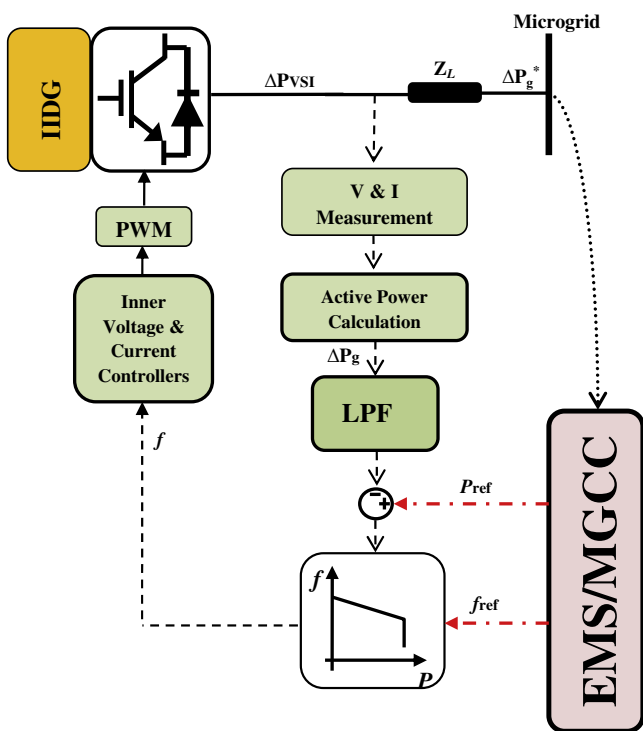 Microgrid
IIDG
ΔPVSI
ZL
ΔPg*
V & I
Measurement
PWM
Inner
Voltage &
Current
Controllers
Active Power
Calculation
ΔPg
LPF
f
Pref
- +
f
P
fref
EMS/MGCC